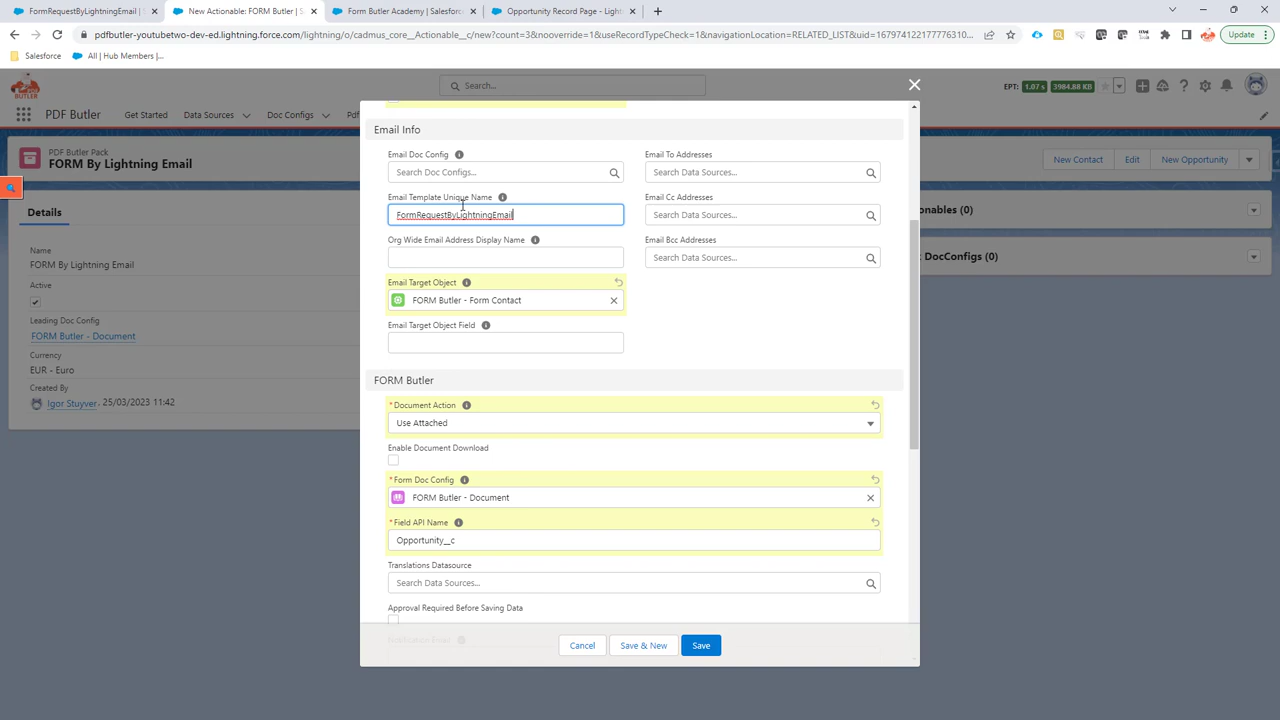 FormRequestByLightningEmail |
New Actionable: FORM Butler | S
Form Butler Academy | Salesforc
Opportunity Record Page - Light
pdfbutler-youtubetwo-dev-ed.lightning.force.com/lightning/o/cadmus_core__Actionable__c/new?count=3&nooverride=1&useRecordTypeCheck=1&navigationLocation=RELATED_LIST&uid=167974122177776310...
Update
Salesforce
All | Hub Members |...
BUTLER
Search...
EPT: 1.07 s
3984.88 KB
PDF Butler
Get Started
Data Sources
Doc Configs
Pdf
PDF Butler Pack
FORM By Lightning Email
New Contact
Edit
New Opportunity
Details
Name
FORM By Lightning Email
Active
Leading Doc Config
FORM Butler - Document
Currency
EUR - Euro
Created By
Igor Stuyver, 25/03/2023 11:42
onables (0)
DocConfigs (0)
Email Info
Email Doc Config
Search Doc Configs...
Email To Addresses
Search Data Sources...
Email Template Unique Name
FormRequestByLightningEmail
Email Cc Addresses
Search Data Sources...
Org Wide Email Address Display Name
Email Bcc Addresses
Search Data Sources...
Email Target Object
FORM Butler - Form Contact
Email Target Object Field
FORM Butler
* Document Action
Use Attached
Enable Document Download
* Form Doc Config
FORM Butler - Document
* Field API Name
Opportunity__c
Translations Datasource
Search Data Sources...
Approval Required Before Saving Data
Notification Email
Cancel
Save & New
Save